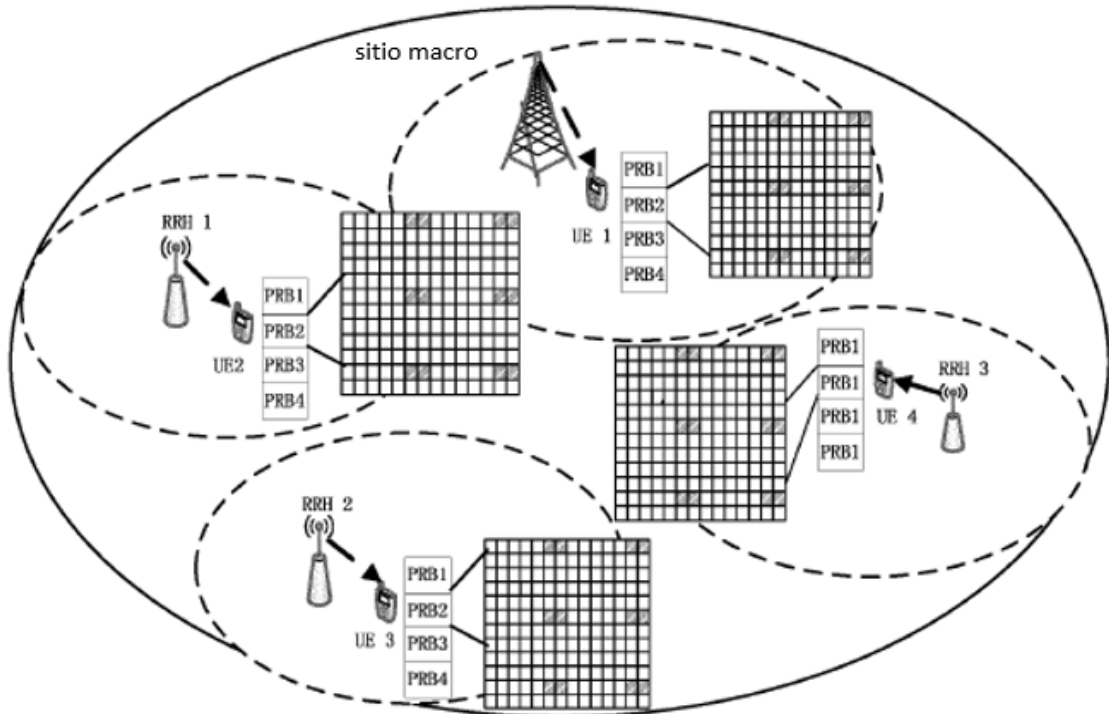 sitio macro
PRB1
PRB2
PRB3
PRB4
UE 1
RRH 1
PRB1
PRB2
PRB3
PRB4
UE2
PRB1
PRB1
PRB1
PRB1
RRH 3
UE 4
RRH 2
PRB1
PRB2
PRB3
PRB4
UE 3